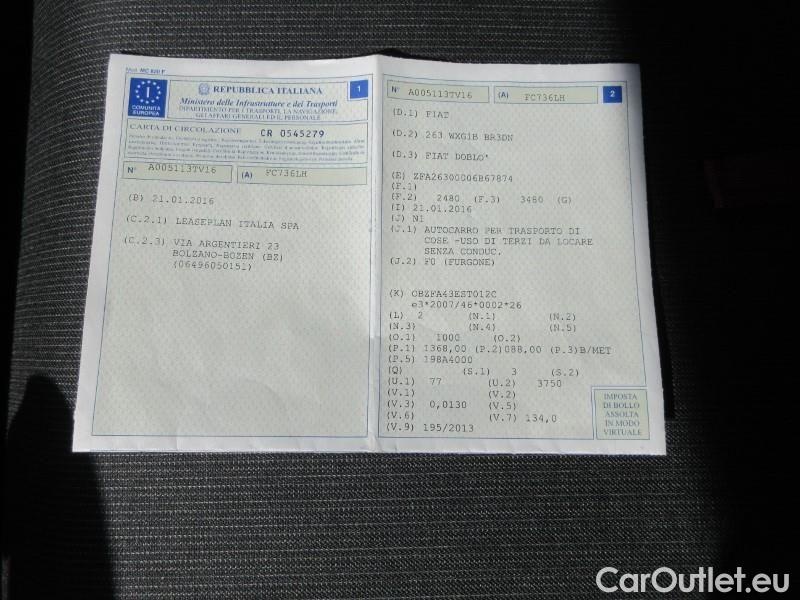 Mod. MC 820 F
I
COMUNITÀ
EUROPEA
REPUBBLICA ITALIANA
1
Ministero delle Infrastrutture e dei Trasporti
DIPARTIMENTO PER I TRASPORTI, LA NAVIGAZIONE,
GLI AFFARI GENERALI ED IL PERSONALE
CARTA DI CIRCOLAZIONE CR 0545279
N° A005113TV16 (A) FC736LH
(B) 21.01.2016
(C.2.1) LEASEPLAN ITALIA SPA
(C.2.3) VIA ARGENTIERI 23
BOLZANO-BOZEN (BZ)
(06496050151)
N° A005113TV16 (A) FC736LH 2
(D.1) FIAT
(D.2) 263 WXG1B BR3DN
(D.3) FIAT DOBLO'
(E) ZFA26300006B67874
(F.1)
(F.2) 2480 (F.3) 3480 (G)
(I) 21.01.2016
(J) N1
(J.1) AUTOCARRO PER TRASPORTO DI
COSE -USO DI TERZI DA LOCARE
SENZA CONDUC.
(J.2) F0 (FURGONE)
(K) OBZFA43EST012C
e3*2007/46*0002*26
(L) 2 (N.1) (N.2)
(N.3) (N.4) (N.5)
(O.1) 1000 (O.2)
(P.1) 1368,00 (P.2)088,00 (P.3)B/MET
(P.5) 198A4000
(Q) (S.1) 3 (S.2)
(U.1) 77 (U.2) 3750
(V.1) (V.2)
(V.3) 0,0130 (V.5)
(V.6) (V.7) 134,0
(V.9) 195/2013
IMPOSTA
DI BOLLO
ASSOLTA
IN MODO
VIRTUALE
CarOutlet.eu